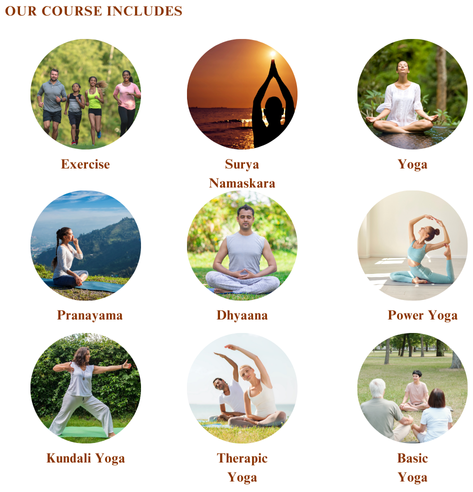 OUR COURSE INCLUDES
Exercise
Surya
Namaskara
Yoga
Pranayama
Dhyaana
Power Yoga
Kundali Yoga
Therapic
Yoga
Basic
Yoga